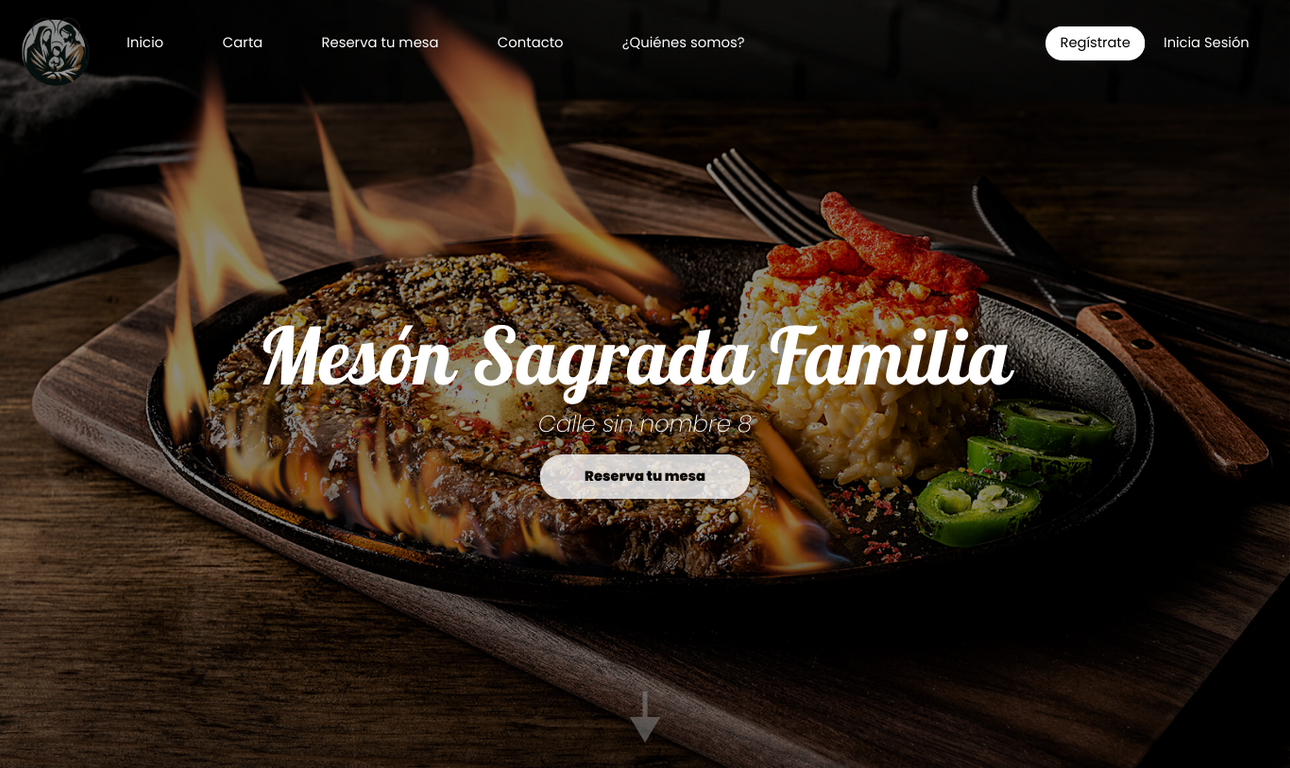 Inicio
Carta
Reserva tu mesa
Contacto
¿Quiénes somos?
Regístrate
Inicia Sesión
Mesón Sagrada Familia
Calle sin nombre 8
Reserva tu mesa